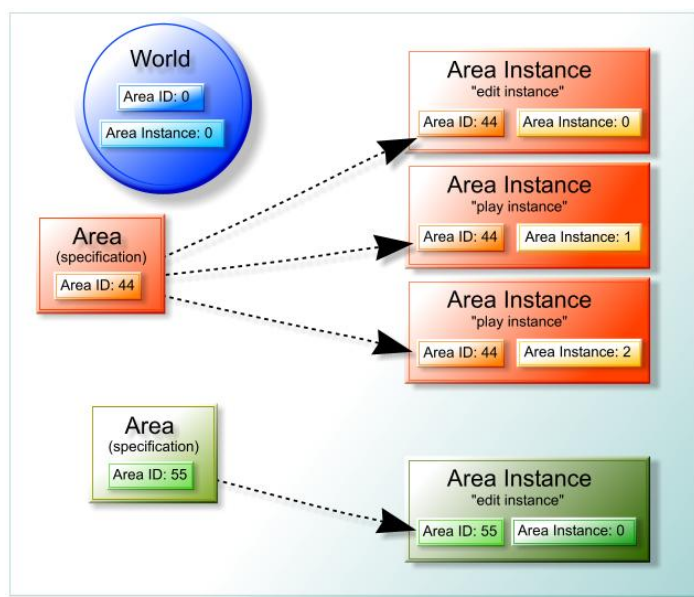 World
Area ID: 0
Area Instance: 0
Area Instance
"edit instance"
Area ID: 44
Area Instance: 0
Area Instance
"play instance"
Area ID: 44
Area Instance: 1
Area
(specification)
Area ID: 44
Area Instance
"play instance"
Area ID: 44
Area Instance: 2
Area
(specification)
Area ID: 55
Area Instance
"edit instance"
Area ID: 55
Area Instance: 0